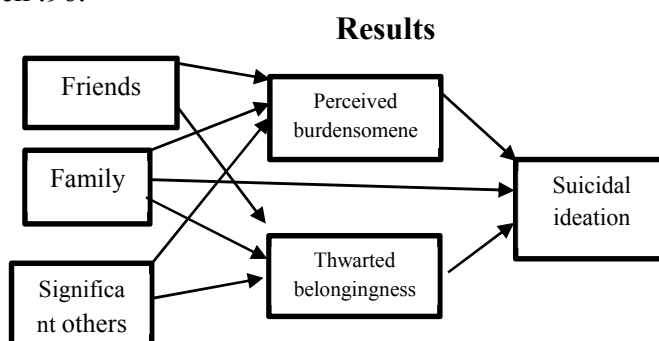 Results
Friends
Perceived
burdensomene
Family
Suicidal
ideation
Thwarted
belongingness
Significa
nt others